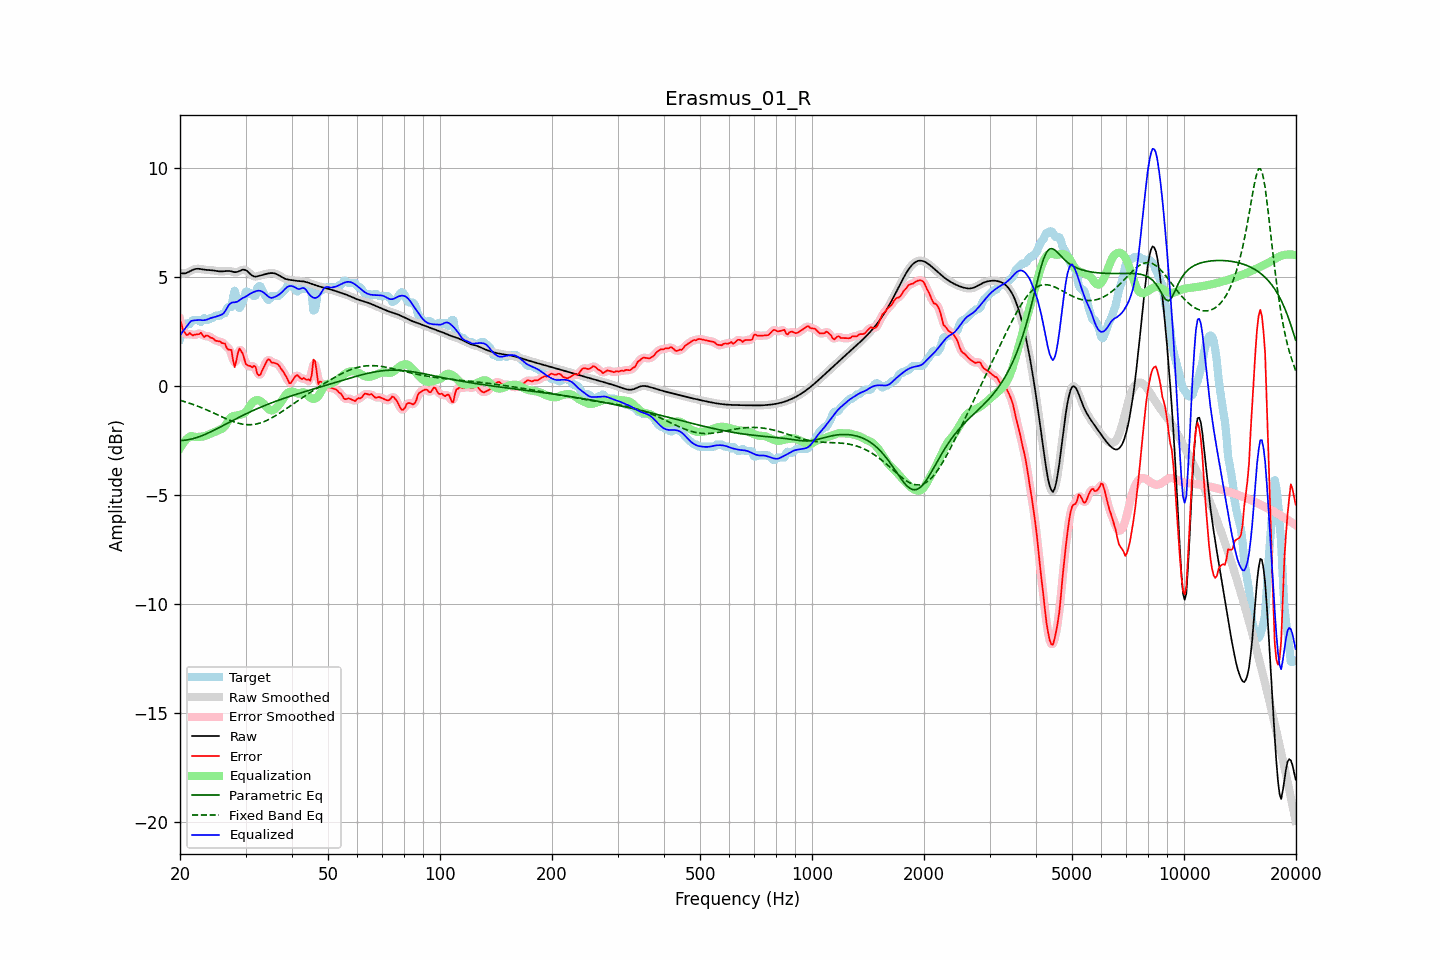 Erasmus_01_R
Amplitude (dBr)
10
5
0
−5
−10
−15
−20
Target
Raw Smoothed
Error Smoothed
Raw
Error
Equalization
Parametric Eq
Fixed Band Eq
Equalized
20 50 100 200 500 1000 2000 5000 10000 20000
Frequency (Hz)